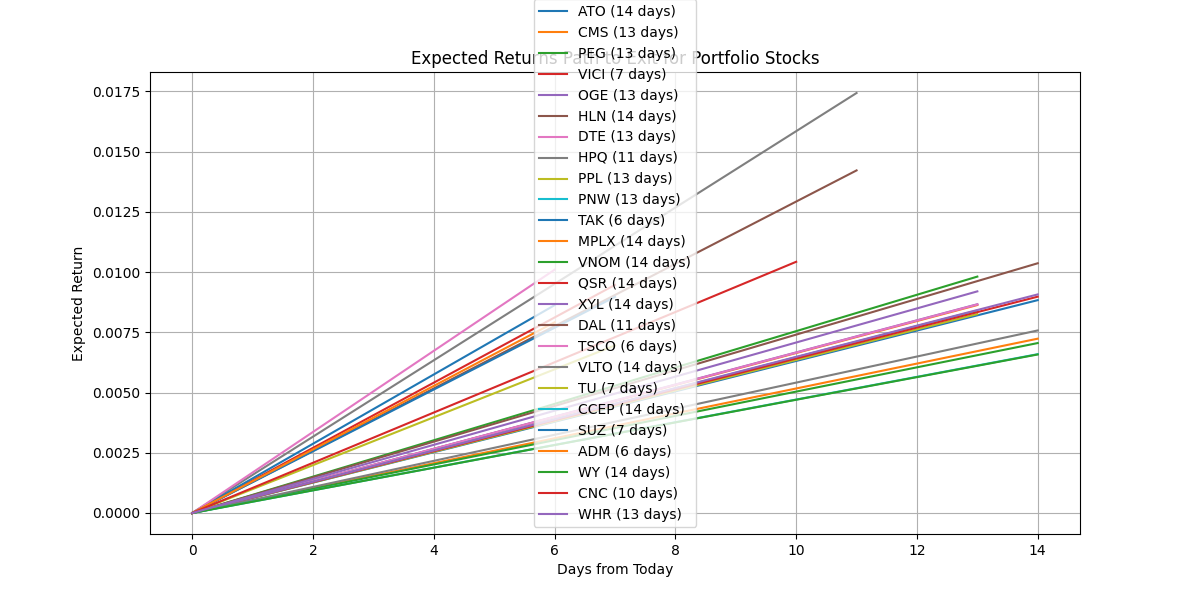 ATO (14 days)
CMS (13 days)
PEG (13 days)
Expected Returns Path to Exit for Portfolio Stocks
VICI (7 days)
OGE (13 days)
HLN (14 days)
DTE (13 days)
HPQ (11 days)
PPL (13 days)
PNW (13 days)
TAK (6 days)
MPLX (14 days)
VNOM (14 days)
QSR (14 days)
XYL (14 days)
DAL (11 days)
TSCO (6 days)
VLTO (14 days)
TU (7 days)
CCEP (14 days)
SUZ (7 days)
ADM (6 days)
WY (14 days)
CNC (10 days)
WHR (13 days)
Expected Return
0.0175
0.0150
0.0125
0.0100
0.0075
0.0050
0.0025
0.0000
0 2 4 6 8 10 12 14
Days from Today